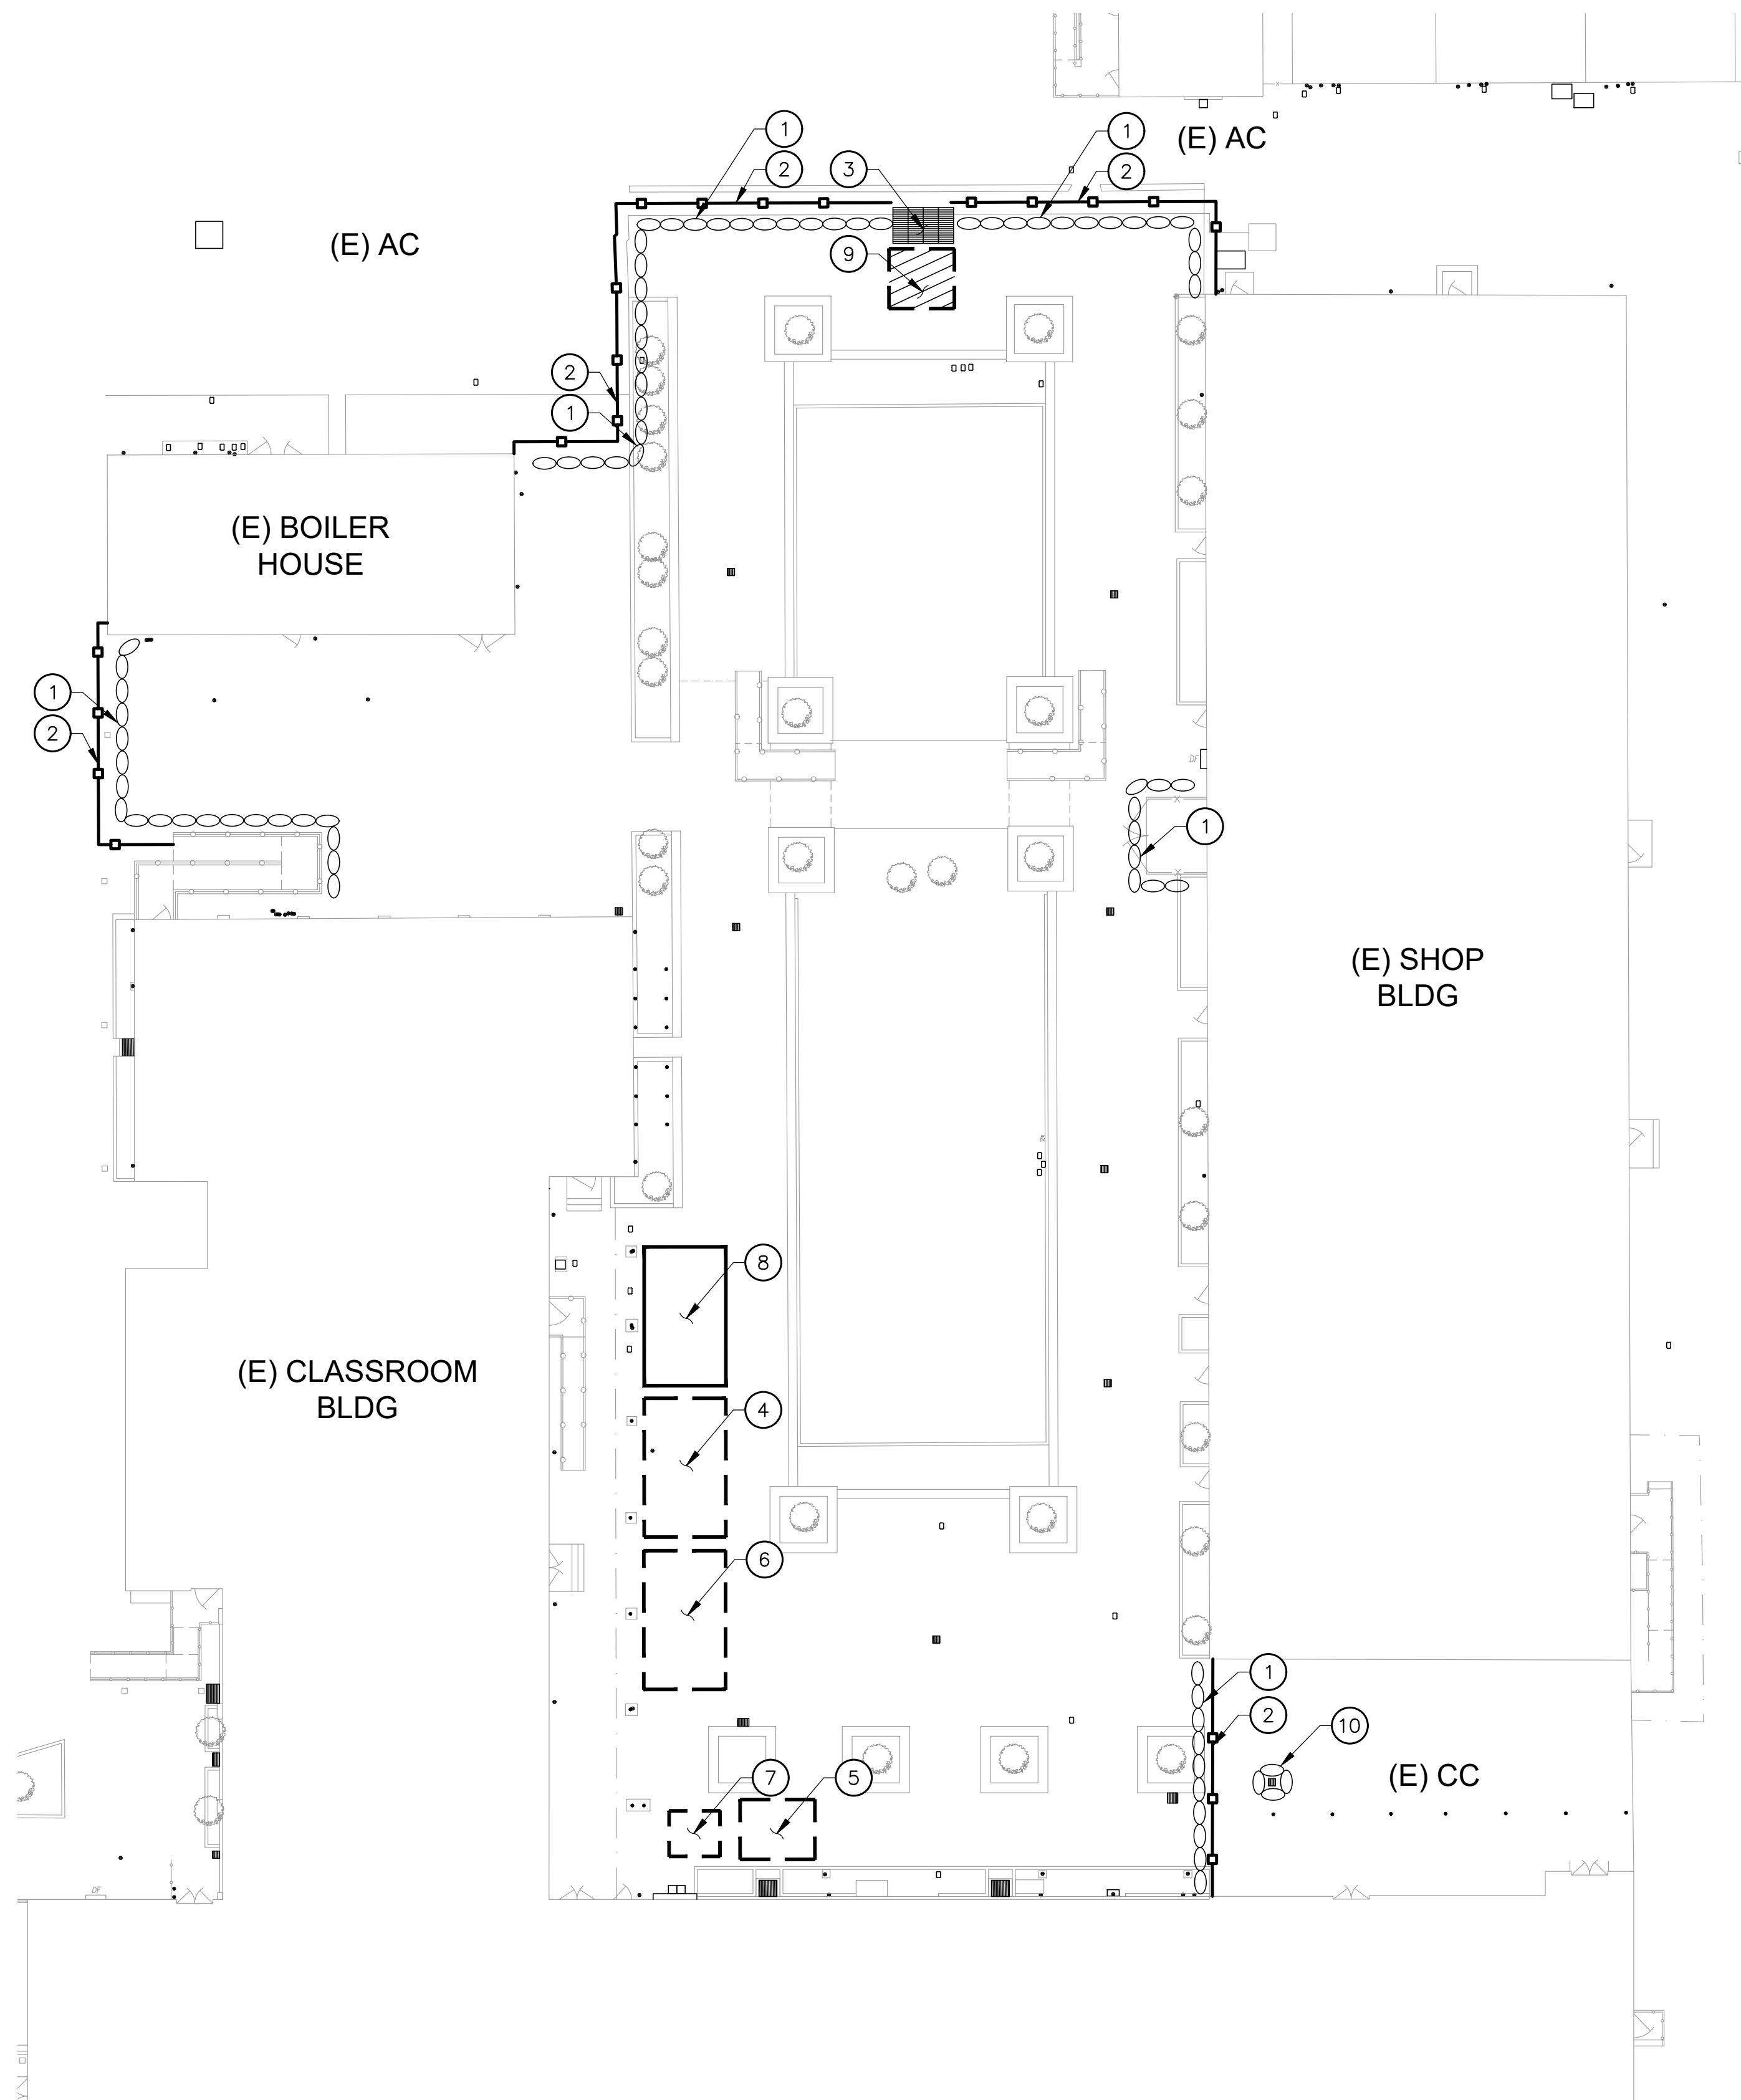 1
1
(E) AC
2
3
2
(E) AC
9
2
1
(E) BOILER
HOUSE
1
2
DF
1
(E) SHOP
BLDG
8
(E) CLASSROOM
BLDG
4
6
1
2
10
7
5
(E) CC
DF